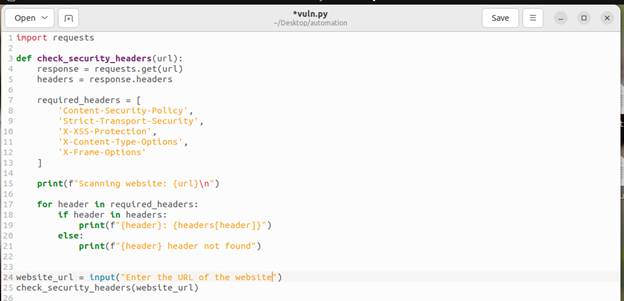 Open
*vuln.py
~/Desktop/automation
Save
1 import requests
2
3 def check_security_headers(url):
4     response = requests.get(url)
5     headers = response.headers
6
7     required_headers = [
8         'Content-Security-Policy',
9         'Strict-Transport-Security',
10         'X-XSS-Protection',
11         'X-Content-Type-Options',
12         'X-Frame-Options'
13     ]
14
15     print(f"Scanning website: {url}\n")
16
17     for header in required_headers:
18         if header in headers:
19             print(f"{header}: {headers[header]}")
20         else:
21             print(f"{header} header not found")
22
23
24 website_url = input("Enter the URL of the website")
25 check_security_headers(website_url)
26